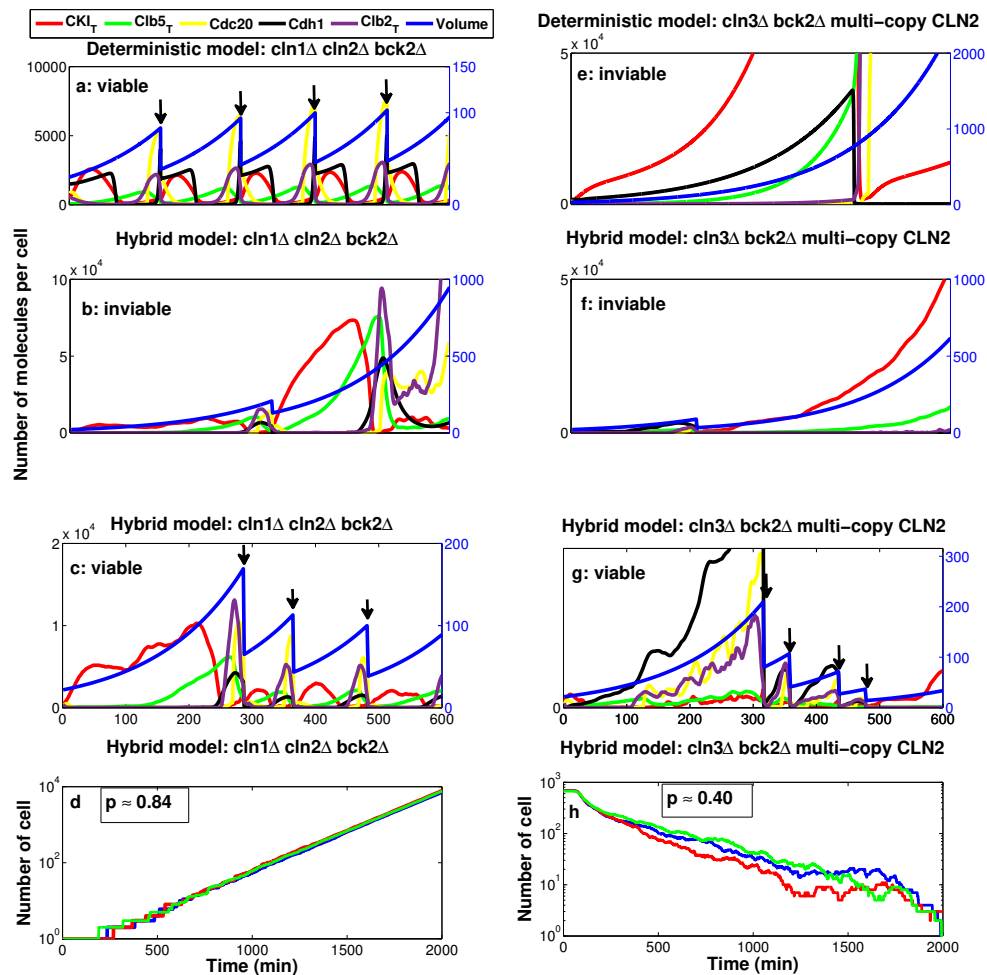 CKI_T Clb5_T Cdc20 Cdh1 Clb2_T Volume
Deterministic model: cln1Δ cln2Δ bck2Δ
a: viable
10000
5000
0
150
100
50
0
Number of molecules per cell
Hybrid model: cln1Δ cln2Δ bck2Δ
x 10^4
b: inviable
10
5
0
1000
500
0
Hybrid model: cln1Δ cln2Δ bck2Δ
x 10^4
c: viable
2
1
0
200
100
0
0 100 200 300 400 500 600
Hybrid model: cln1Δ cln2Δ bck2Δ
d
p ≈ 0.84
10^4
10^2
10^0
Number of cell
500 1000 1500 2000
Time (min)
Deterministic model: cln3Δ bck2Δ multi−copy CLN2
x 10^4
e: inviable
5
0
2000
1000
0
Hybrid model: cln3Δ bck2Δ multi−copy CLN2
x 10^4
f: inviable
5
0
1000
500
0
Hybrid model: cln3Δ bck2Δ multi−copy CLN2
g: viable
300
200
100
0
0 100 200 300 400 500 600
Hybrid model: cln3Δ bck2Δ multi−copy CLN2
h
p ≈ 0.40
10^3
10^2
10^1
10^0
Number of cell
500 1000 1500 2000
Time (min)